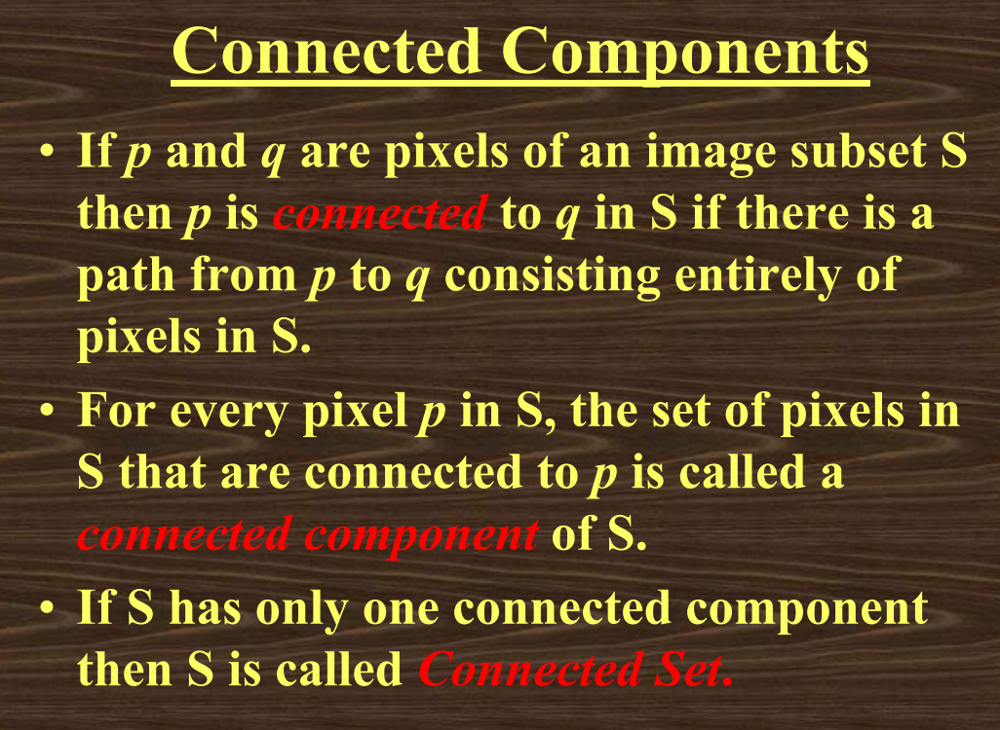 Connected Components
• If p and q are pixels of an image subset S
then p is connected to q in S if there is a
path from p to q consisting entirely of
pixels in S.
• For every pixel p in S, the set of pixels in
S that are connected to p is called a
connected component of S.
• If S has only one connected component
then S is called Connected Set.